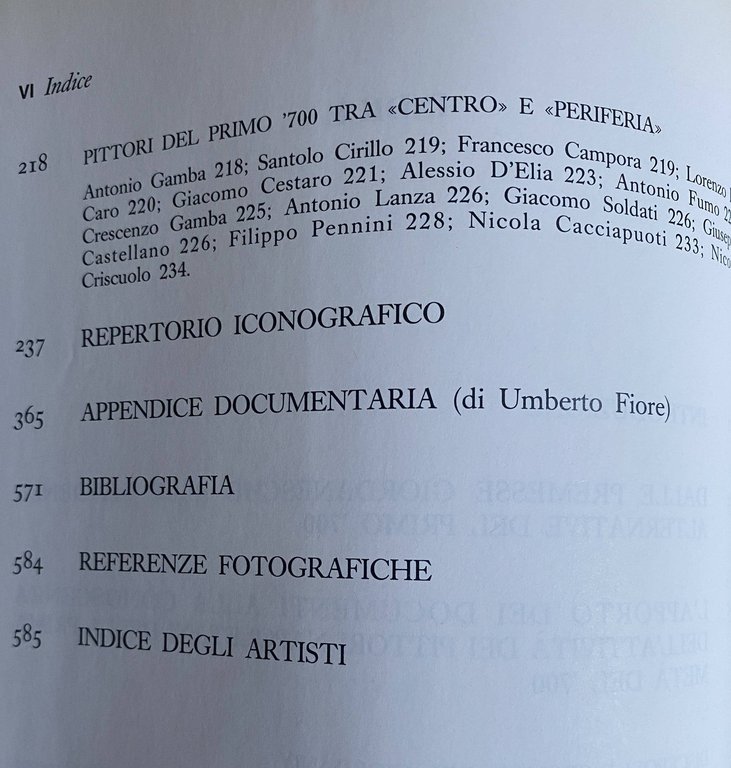 VI Indice
218 PITTORI DEL PRIMO '700 TRA «CENTRO» E «PERIFERIA»
Antonio Gamba 218; Santolo Cirillo 219; Francesco Campora 219; Lorenzo
Caro 220; Giacomo Cestaro 221; Alessio D'Elia 223; Antonio Fumo
Crescenzo Gamba 225; Antonio Lanza 226; Giacomo Soldati 226;
Castellano 226; Filippo Pennini 228; Nicola Cacciapuoti 233;
Criscuolo 234.
237 REPERTORIO ICONOGRAFICO
365 APPENDICE DOCUMENTARIA (di Umberto Fiore)
571 BIBLIOGRAFIA
584 REFERENZE FOTOGRAFICHE
585 INDICE DEGLI ARTISTI